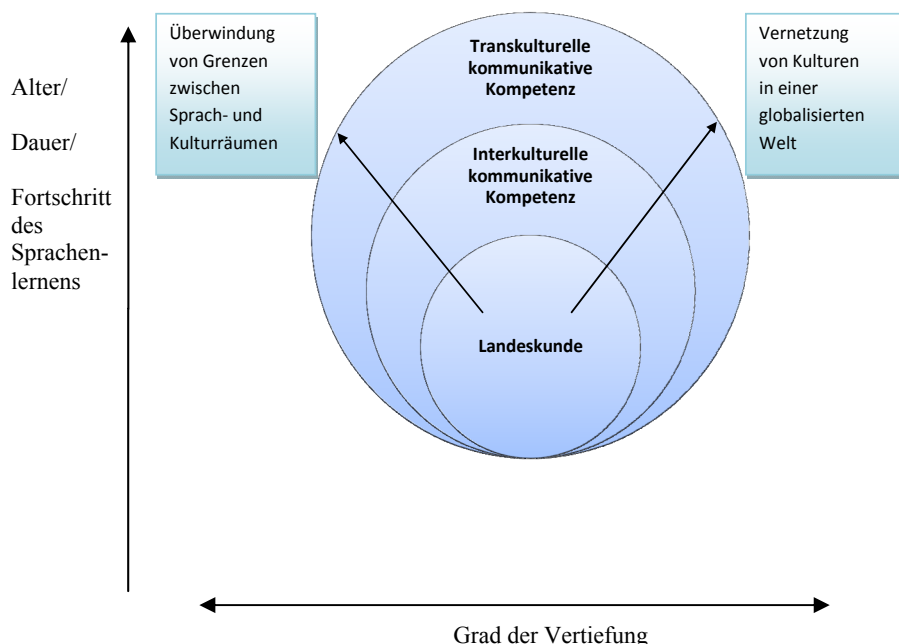 Überwindung
von Grenzen
zwischen
Sprach- und
Kulturräumen
Transkulturelle
kommunikative
Kompetenz
Vernetzung
von Kulturen
in einer
globalisierten
Welt
Alter/
Dauer/
Fortschritt
des
Sprachen-
lernens
Interkulturelle
kommunikative
Kompetenz
Landeskunde
Grad der Vertiefung